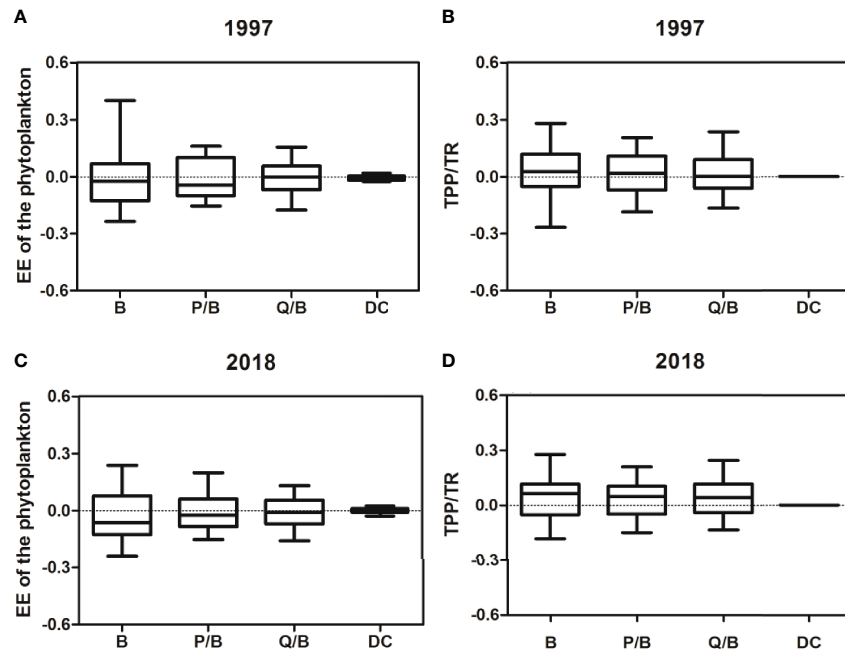 A
1997
EE of the phytoplankton
0.6
0.3
0.0
-0.3
-0.6
B
P/B
Q/B
DC
B
1997
TPP/TR
0.6
0.3
0.0
-0.3
-0.6
B
P/B
Q/B
DC
C
2018
EE of the phytoplankton
0.6
0.3
0.0
-0.3
-0.6
B
P/B
Q/B
DC
D
2018
TPP/TR
0.6
0.3
0.0
-0.3
-0.6
B
P/B
Q/B
DC